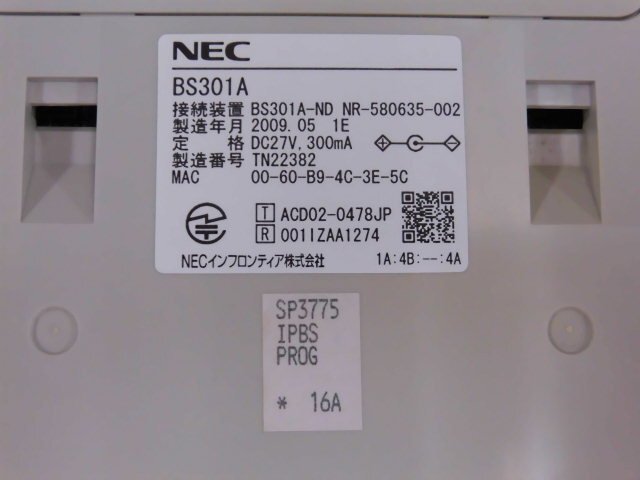 NEC
BS301A
接続装置 BS301A-ND NR-580635-002
製造年月 2009.05 1E
定 格 DC27V, 300mA
製造番号 TN22382
MAC 00-60-B9-4C-3E-5C
T ACD02-0478JP
R 001IZAA1274
NECインフロンティア株式会社 1A:4B:--:4A
SP3775
IPBS
PROG
* 16A